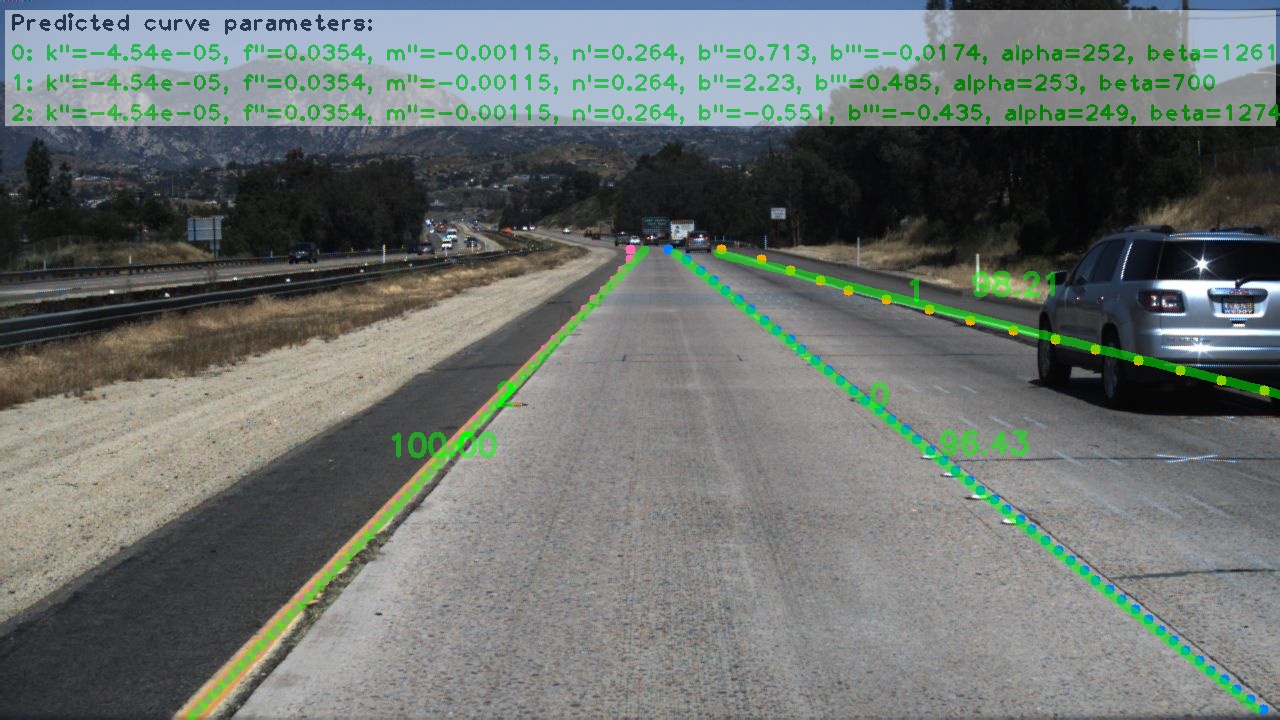 Predicted curve parameters:
0: k''=-4.54e-05, f''=0.0354, m''=-0.00115, n'=0.264, b''=0.713, b'''=-0.0174, alpha=252, beta=1261
1: k''=-4.54e-05, f''=0.0354, m''=-0.00115, n'=0.264, b''=2.23, b'''=0.485, alpha=253, beta=700
2: k''=-4.54e-05, f''=0.0354, m''=-0.00115, n'=0.264, b''=-0.551, b'''=-0.435, alpha=249, beta=1274
1 98.21
2
0
100.00
96.43